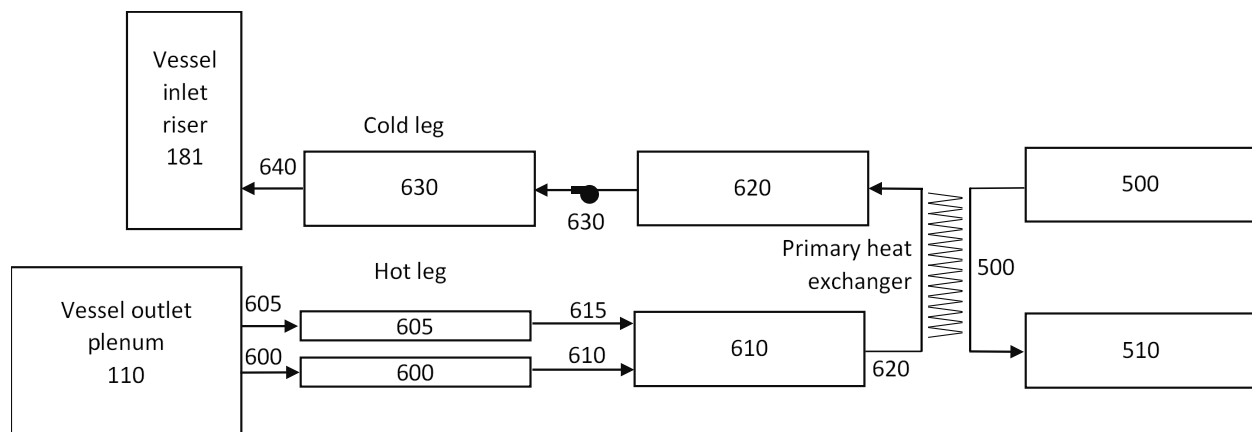 Vessel
inlet
riser
181
Cold leg
640
630
630
620
500
Primary heat
exchanger
500
Hot leg
Vessel outlet
plenum
110
605
605
615
600
600
610
610
620
510